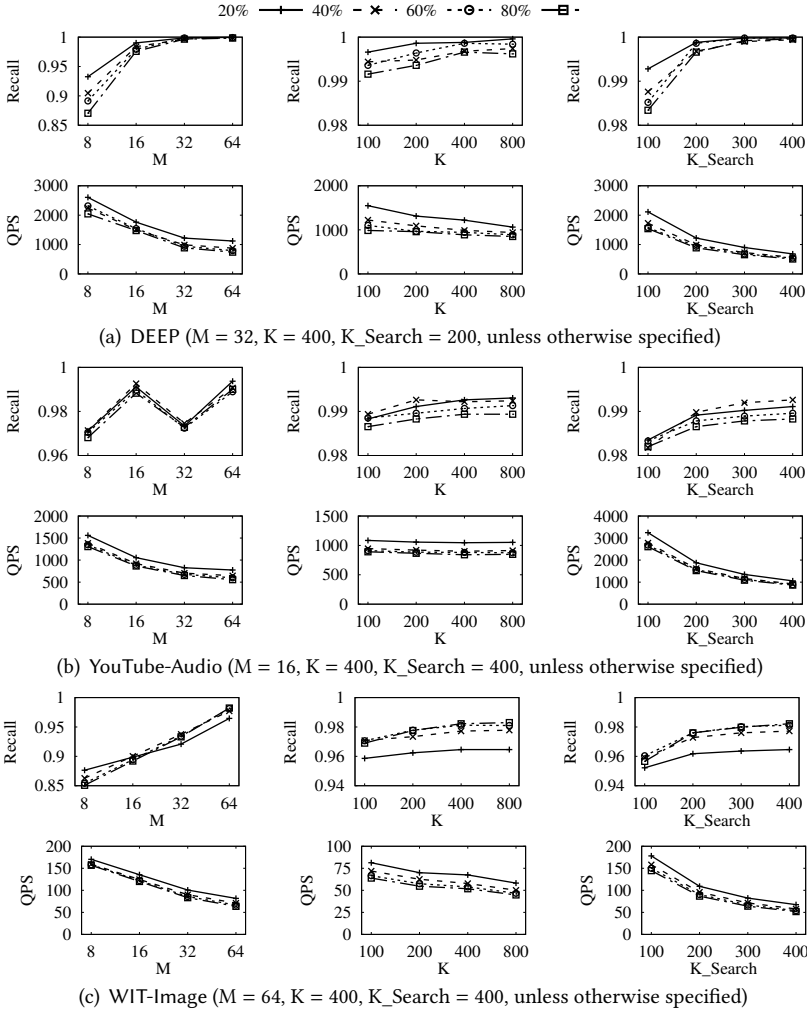 20% 40% 60% 80%
1
0.95
0.9
0.85
Recall
8 16 32 64
M
1
0.99
0.98
Recall
100 200 400 800
K
1
0.99
0.98
Recall
100 200 300 400
K_Search
3000
2000
1000
0
QPS
8 16 32 64
M
2000
1000
0
QPS
100 200 400 800
K
3000
2000
1000
0
QPS
100 200 300 400
K_Search
(a) DEEP (M = 32, K = 400, K_Search = 200, unless otherwise specified)
1
0.98
0.96
Recall
8 16 32 64
M
1
0.99
0.98
Recall
100 200 400 800
K
1
0.99
0.98
Recall
100 200 300 400
K_Search
2000
1500
1000
500
0
QPS
8 16 32 64
M
1500
1000
500
0
QPS
100 200 400 800
K
4000
3000
2000
1000
0
QPS
100 200 300 400
K_Search
(b) YouTube-Audio (M = 16, K = 400, K_Search = 400, unless otherwise specified)
1
0.95
0.9
0.85
Recall
8 16 32 64
M
1
0.98
0.96
0.94
Recall
100 200 400 800
K
1
0.98
0.96
0.94
Recall
100 200 300 400
K_Search
200
150
100
50
0
QPS
8 16 32 64
M
100
75
50
25
0
QPS
100 200 400 800
K
200
150
100
50
0
QPS
100 200 300 400
K_Search
(c) WIT-Image (M = 64, K = 400, K_Search = 400, unless otherwise specified)